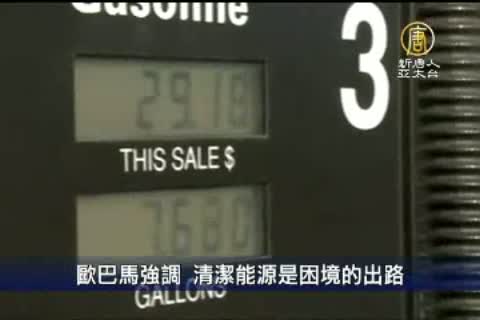 Gasoline
3
唐
新唐人
亞太台
29.18
THIS SALE $
7.680
歐巴馬強調 清潔能源是困境的出路
GALLONS